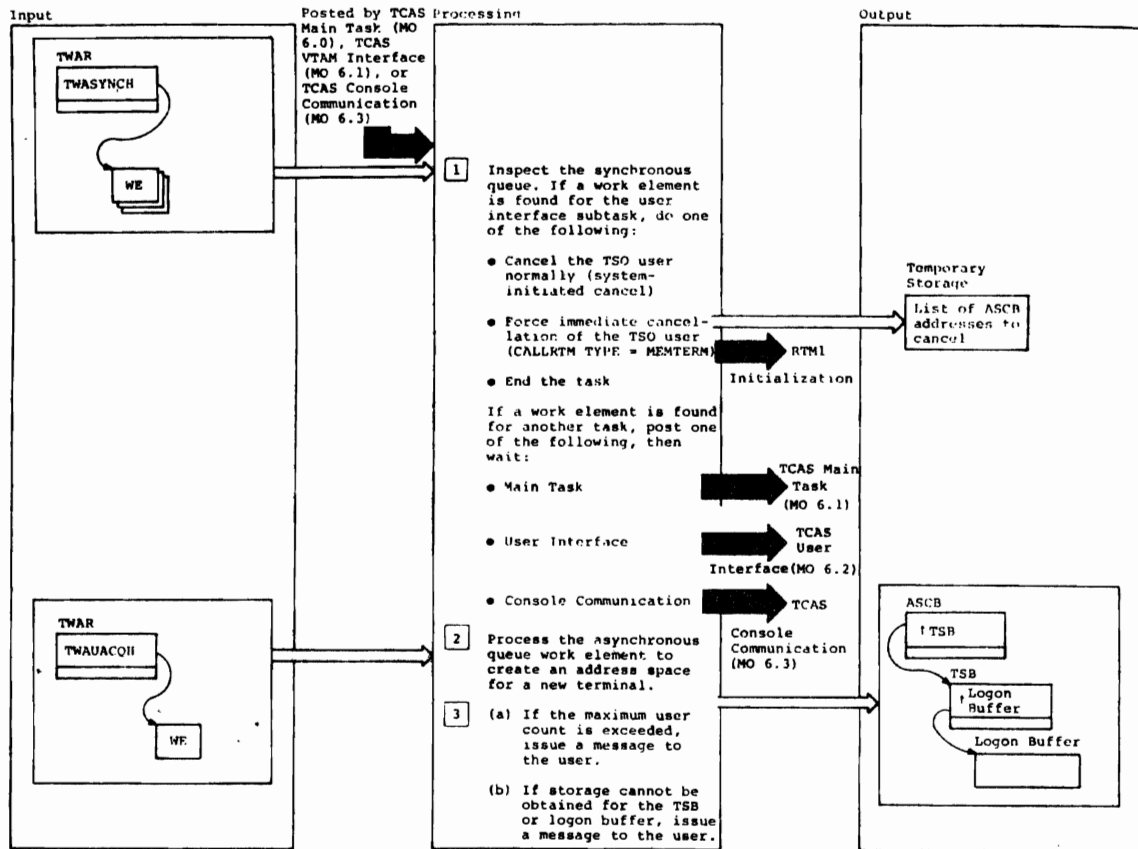 Input
Posted by TCAS
Main Task (MO
6.0), TCAS
VTAM Interface
(MO 6.1), or
TCAS Console
Communication
(MO 6.3)
Processing
Output
TWAR
TWASYNCH
WE
1
Inspect the synchronous
queue. If a work element
is found for the user
interface subtask, do one
of the following:
• Cancel the TSO user
normally (system-
initiated cancel)
• Force immediate cancel-
lation of the TSO user
(CALLRTM TYPE = MEMTERM)
RTM1
Initialization
• End the task
If a work element is found
for another task, post one
of the following, then
wait:
• Main Task
TCAS Main
Task
(MO 6.1)
• User Interface
TCAS
User
Interface(MO 6.2)
• Console Communication
TCAS
Console
Communication
(MO 6.3)
Temporary
Storage
List of ASCB
addresses to
cancel
TWAR
TWAUACQH
WE
2
Process the asynchronous
queue work element to
create an address space
for a new terminal.
3
(a) If the maximum user
count is exceeded,
issue a message to
the user.
(b) If storage cannot be
obtained for the TSB
or logon buffer, issue
a message to the user.
ASCB
↑TSB
TSB
↑Logon
Buffer
Logon Buffer